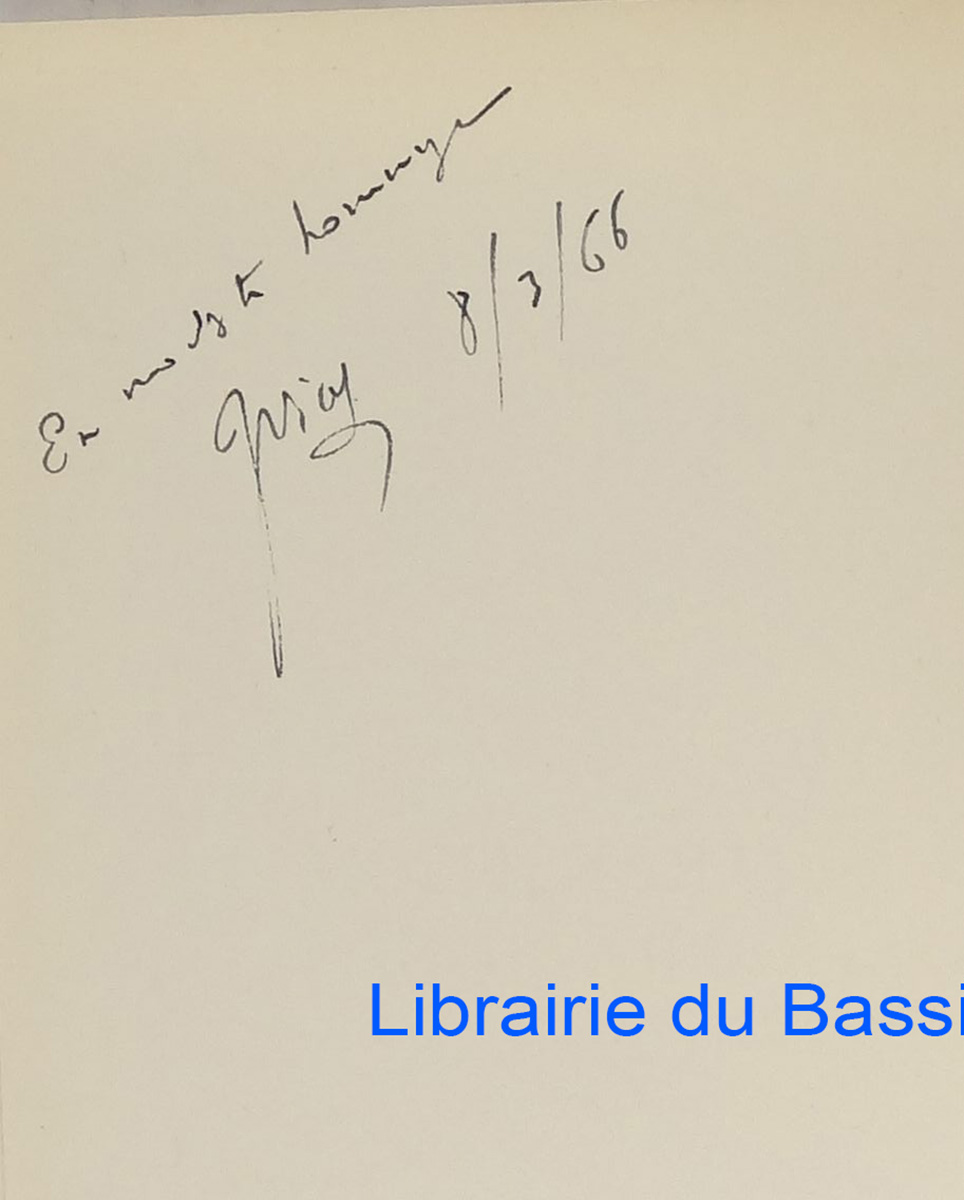 En modeste hommage
8/3/66
Librairie du Bassi